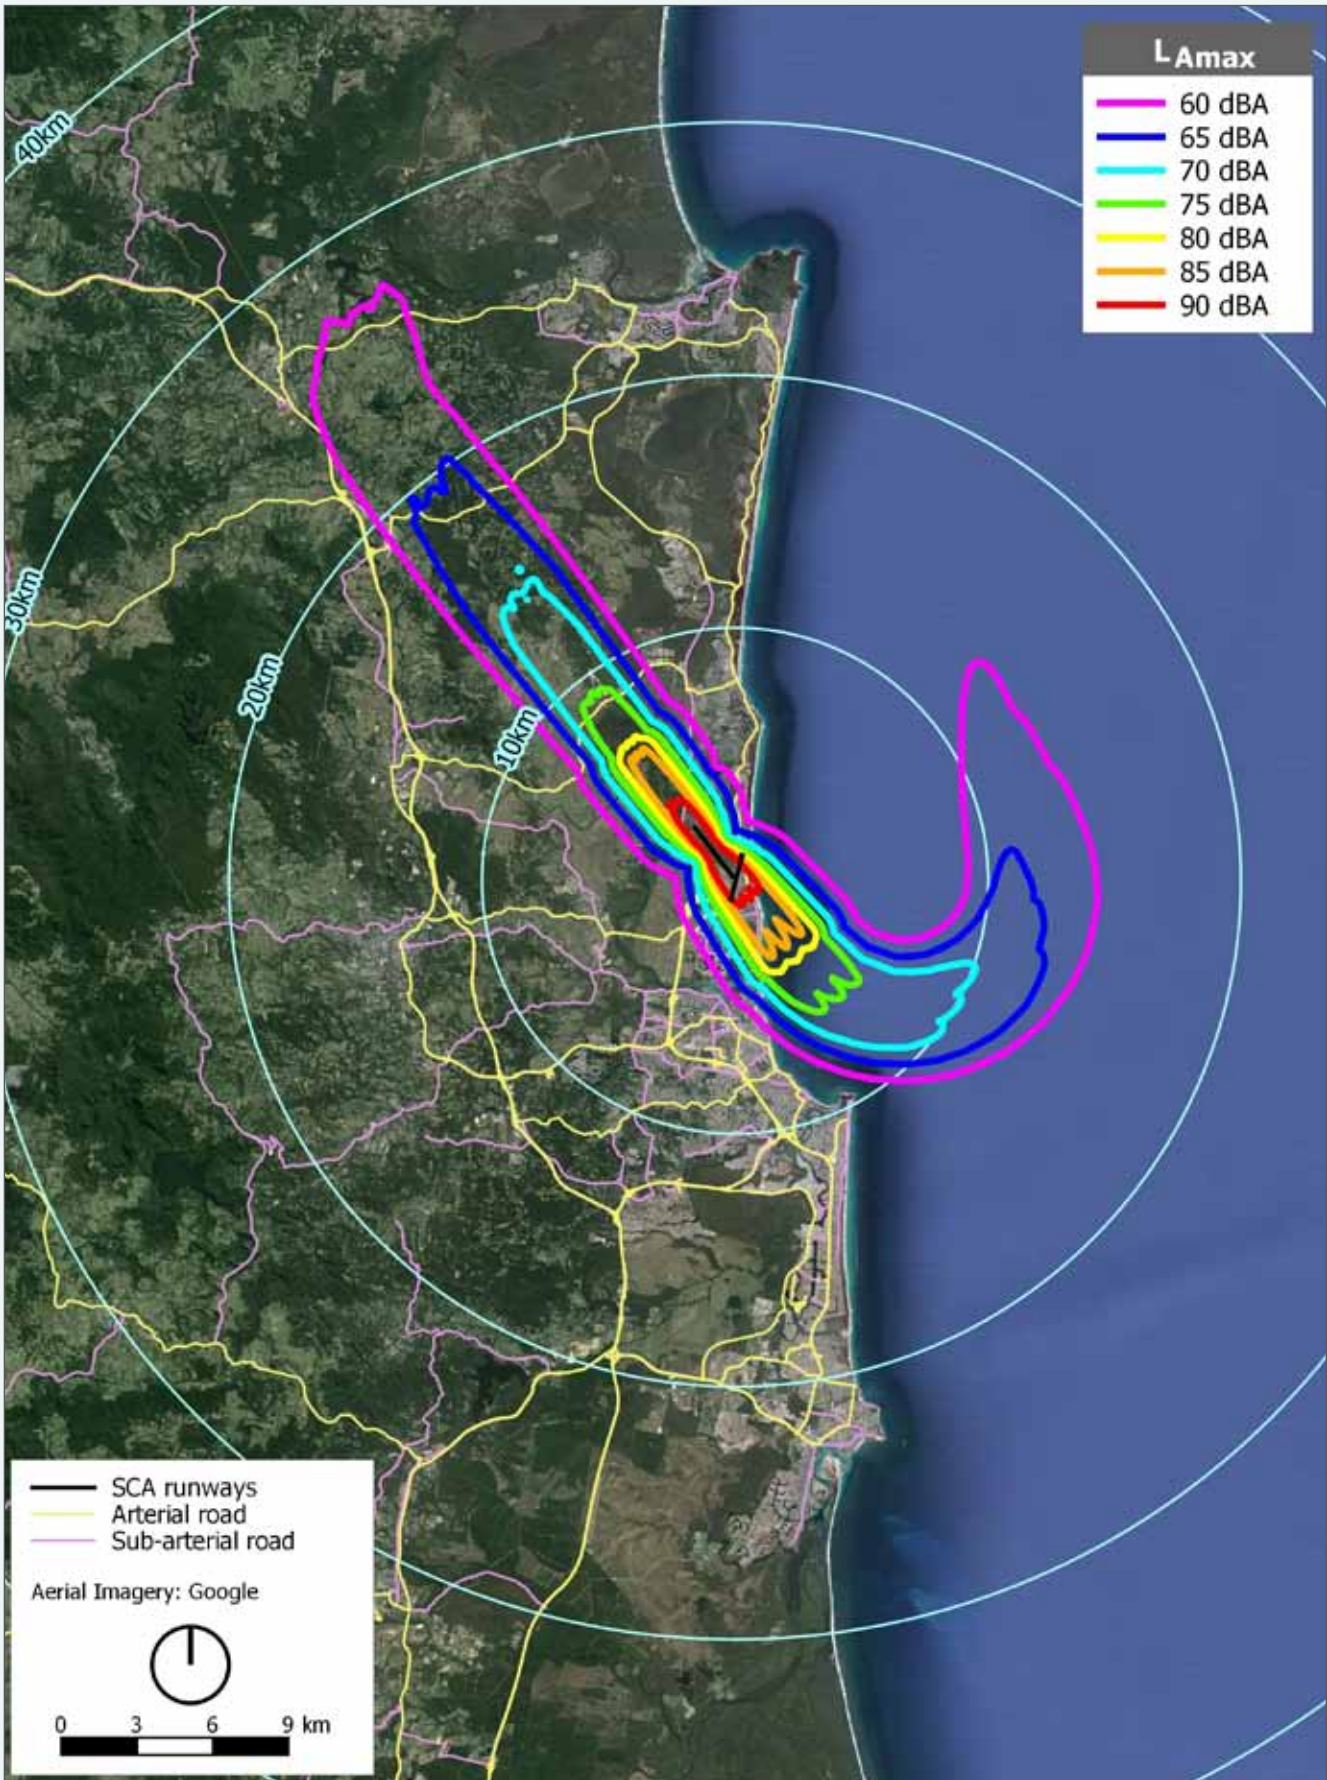 L Amax
60 dBA
65 dBA
70 dBA
75 dBA
80 dBA
85 dBA
90 dBA
40km
30km
20km
10km
SCA runways
Arterial road
Sub-arterial road
Aerial Imagery: Google
0 3 6 9 km